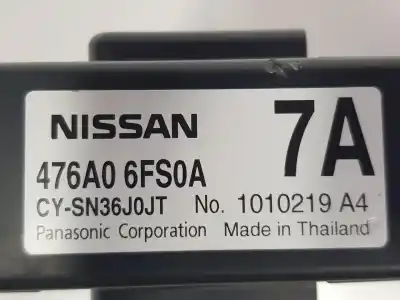 NISSAN 7A
476A0 6FS0A
CY-SN36J0JT No. 1010219 A4
Panasonic Corporation Made in Thailand